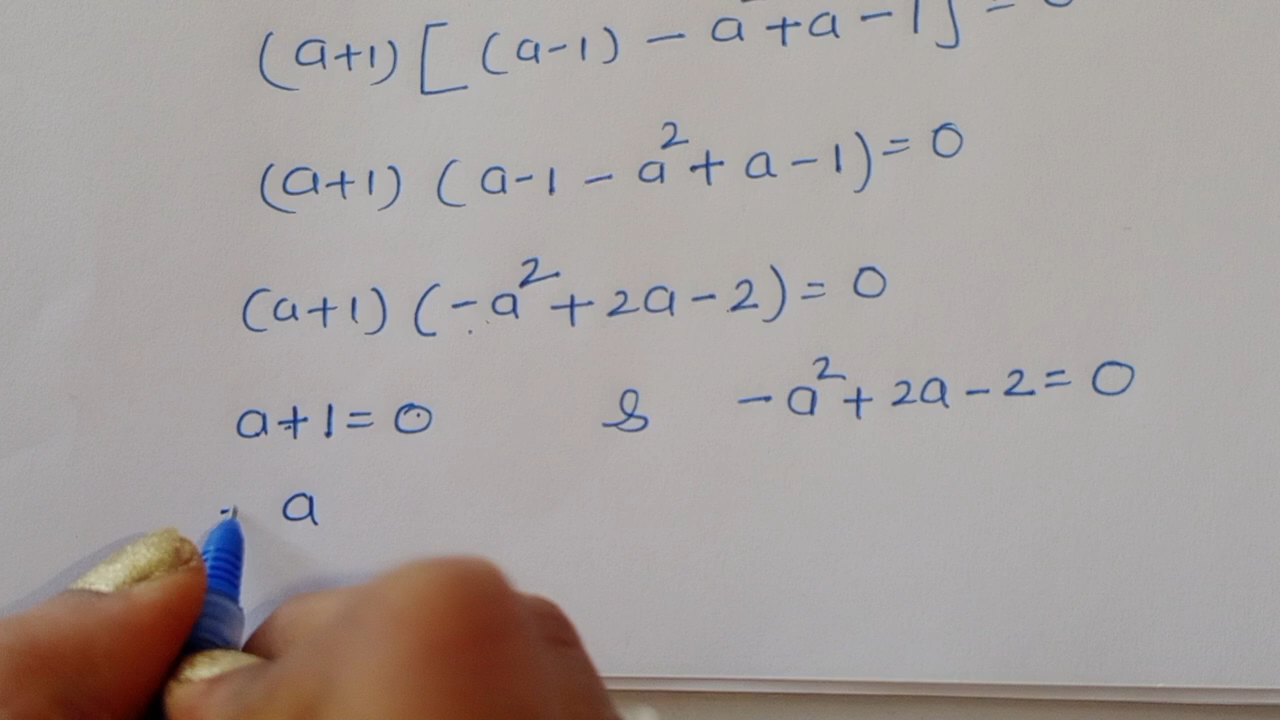 (a+1) [ (a-1) - a²+a-1] = 0
(a+1) (a-1 - a²+ a-1) = 0
(a+1) (-a²+2a-2) = 0
a+1=0 & -a²+2a-2=0
a